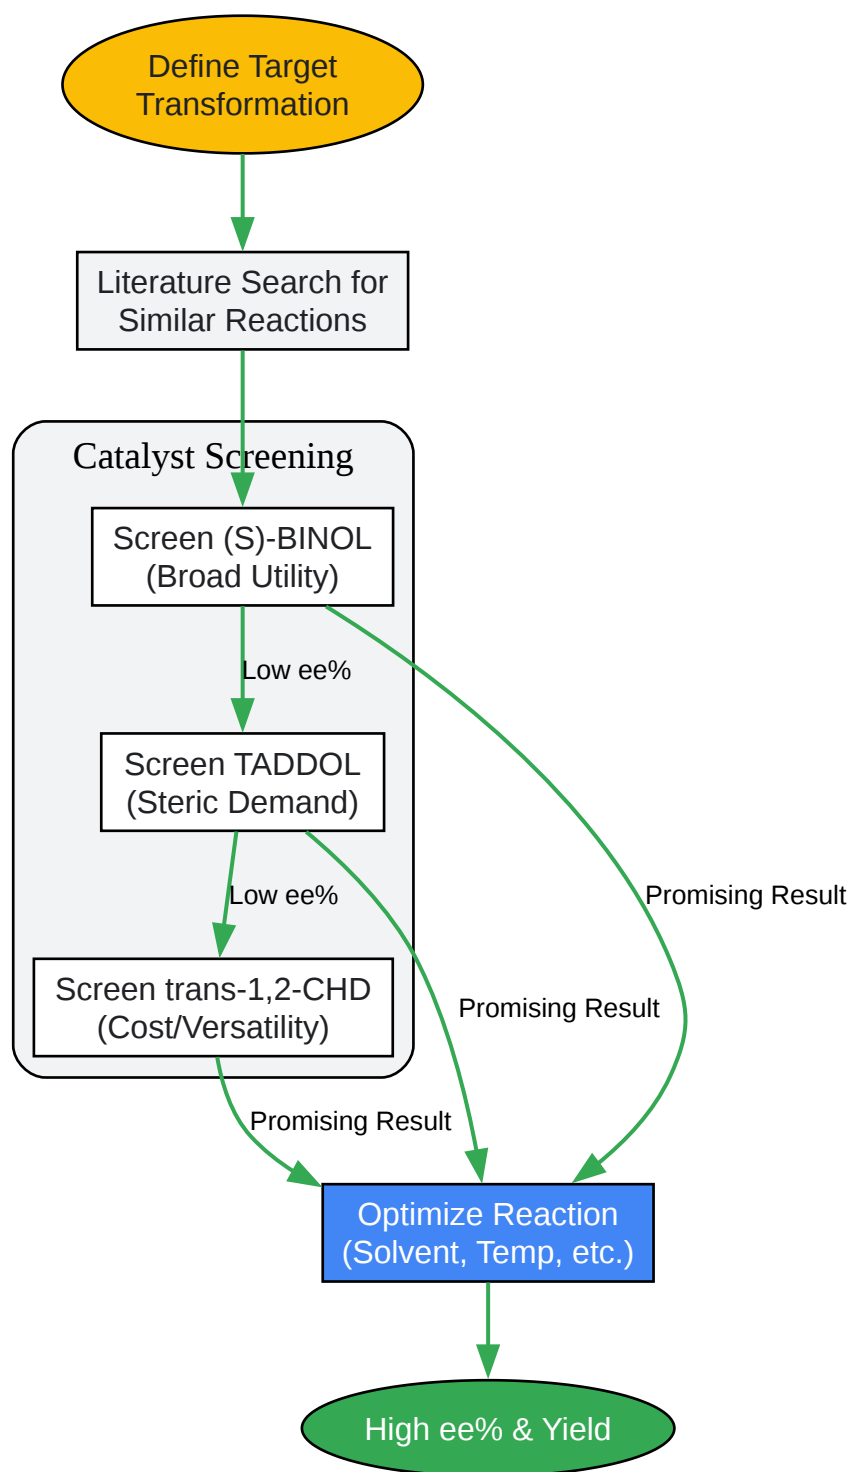 Define Target
Transformation
Literature Search for
Similar Reactions
Catalyst Screening
Screen (S)-BINOL
(Broad Utility)
Low ee%
Screen TADDOL
(Steric Demand)
Low ee%
Promising Result
Screen trans-1,2-CHD
(Cost/Versatility)
Promising Result
Promising Result
Optimize Reaction
(Solvent, Temp, etc.)
High ee% & Yield